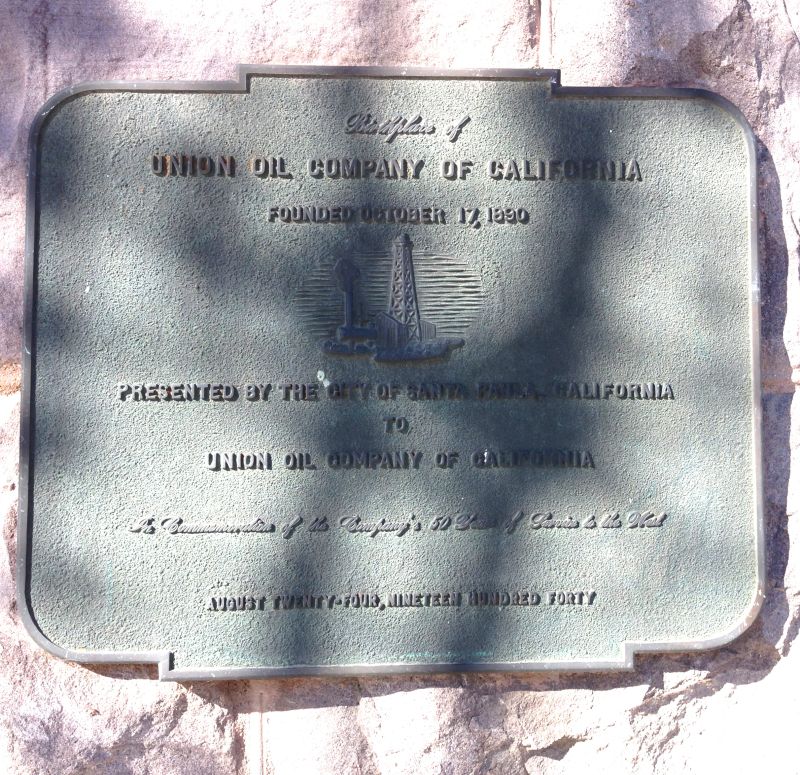 Birthplace of
UNION OIL COMPANY OF CALIFORNIA
FOUNDED OCTOBER 17, 1890
PRESENTED BY THE CITY OF SANTA PAULA, CALIFORNIA
TO
UNION OIL COMPANY OF CALIFORNIA
In Commemoration of the Company's 50 Years of Service to the West
AUGUST TWENTY-FOUR, NINETEEN HUNDRED FORTY